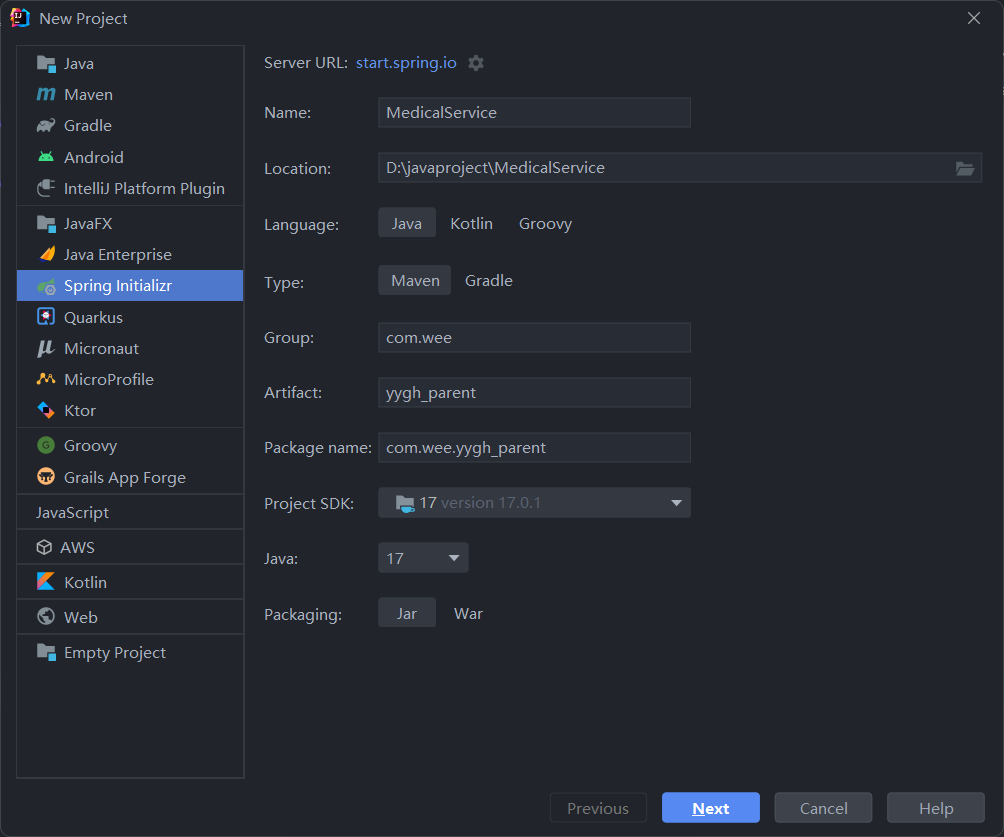 New Project
Java
Maven
Gradle
Android
IntelliJ Platform Plugin
JavaFX
Java Enterprise
Spring Initializr
Quarkus
Micronaut
MicroProfile
Ktor
Groovy
Grails App Forge
JavaScript
AWS
Kotlin
Web
Empty Project
Server URL: start.spring.io
Name: MedicalService
Location: D:\javaproject\MedicalService
Language: Java Kotlin Groovy
Type: Maven Gradle
Group: com.wee
Artifact: yygh_parent
Package name: com.wee.yygh_parent
Project SDK: 17 version 17.0.1
Java: 17
Packaging: Jar War
Previous Next Cancel Help